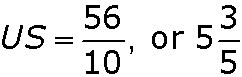 US = 56/10, or 5 3/5